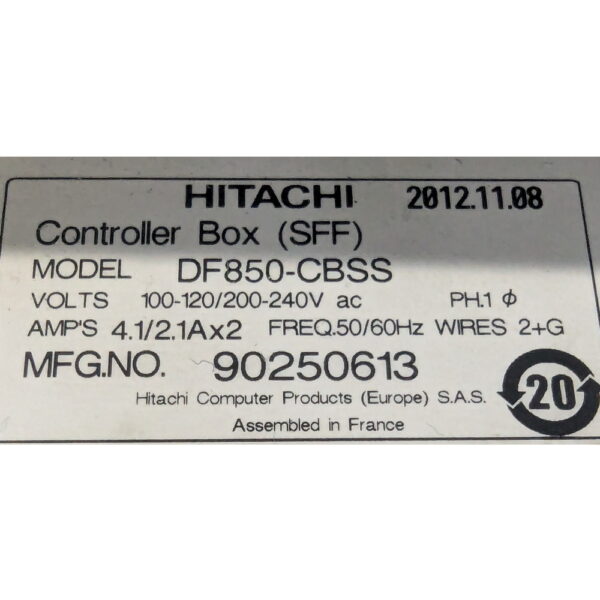 HITACHI 2012.11.08
Controller Box (SFF)
MODEL DF850-CBSS
VOLTS 100-120/200-240V ac PH.1 ϕ
AMP'S 4.1/2.1Ax2 FREQ.50/60Hz WIRES 2+G
MFG.NO. 90250613
20
Hitachi Computer Products (Europe) S.A.S.
Assembled in France